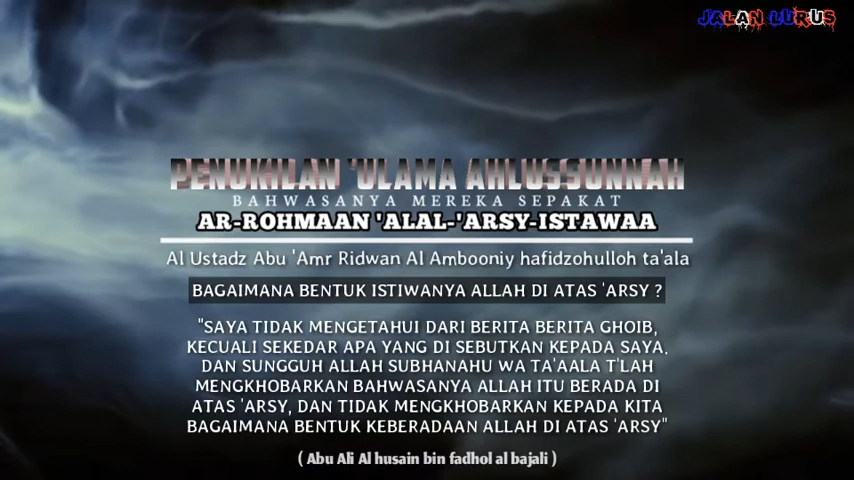 JALAN LURUS
PENUKILAN 'ULAMA AHLUSSUNNAH
BAHWASANYA MEREKA SEPAKAT
AR-ROHMAAN 'ALAL-'ARSY-ISTAWAA
Al Ustadz Abu 'Amr Ridwan Al Ambooniy hafidzohulloh ta'ala
BAGAIMANA BENTUK ISTIWANYA ALLAH DI ATAS 'ARSY ?
"SAYA TIDAK MENGETAHUI DARI BERITA BERITA GHOIB,
KECUALI SEKEDAR APA YANG DI SEBUTKAN KEPADA SAYA.
DAN SUNGGUH ALLAH SUBHANAHU WA TA'AALA T'LAH
MENGKHOBARKAN BAHWASANYA ALLAH ITU BERADA DI
ATAS 'ARSY, DAN TIDAK MENGKHOBARKAN KEPADA KITA
BAGAIMANA BENTUK KEBERADAAN ALLAH DI ATAS 'ARSY"
( Abu Ali Al husain bin fadhol al bajali )